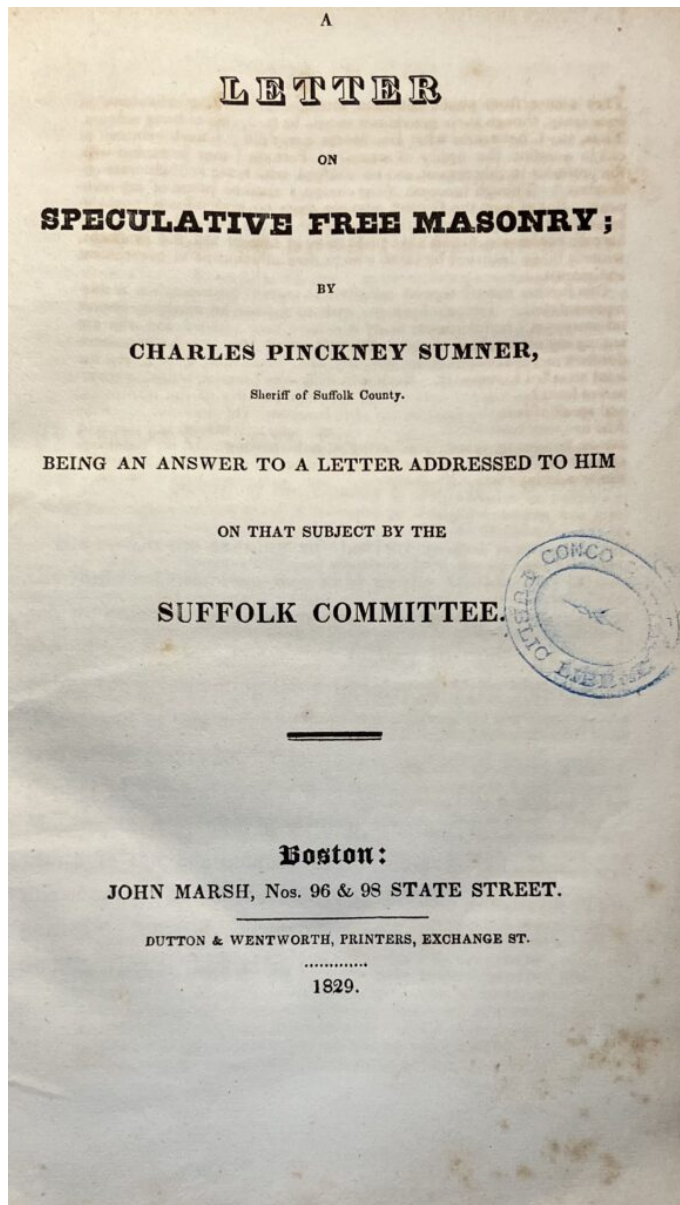 A
LETTER
ON
SPECULATIVE FREE MASONRY;
BY
CHARLES PINCKNEY SUMNER,
Sheriff of Suffolk County.
BEING AN ANSWER TO A LETTER ADDRESSED TO HIM
ON THAT SUBJECT BY THE
SUFFOLK COMMITTEE.
CONCO
PUBLIC LIBRARY
Boston:
JOHN MARSH, Nos. 96 & 98 STATE STREET.
DUTTON & WENTWORTH, PRINTERS, EXCHANGE ST.
1829.